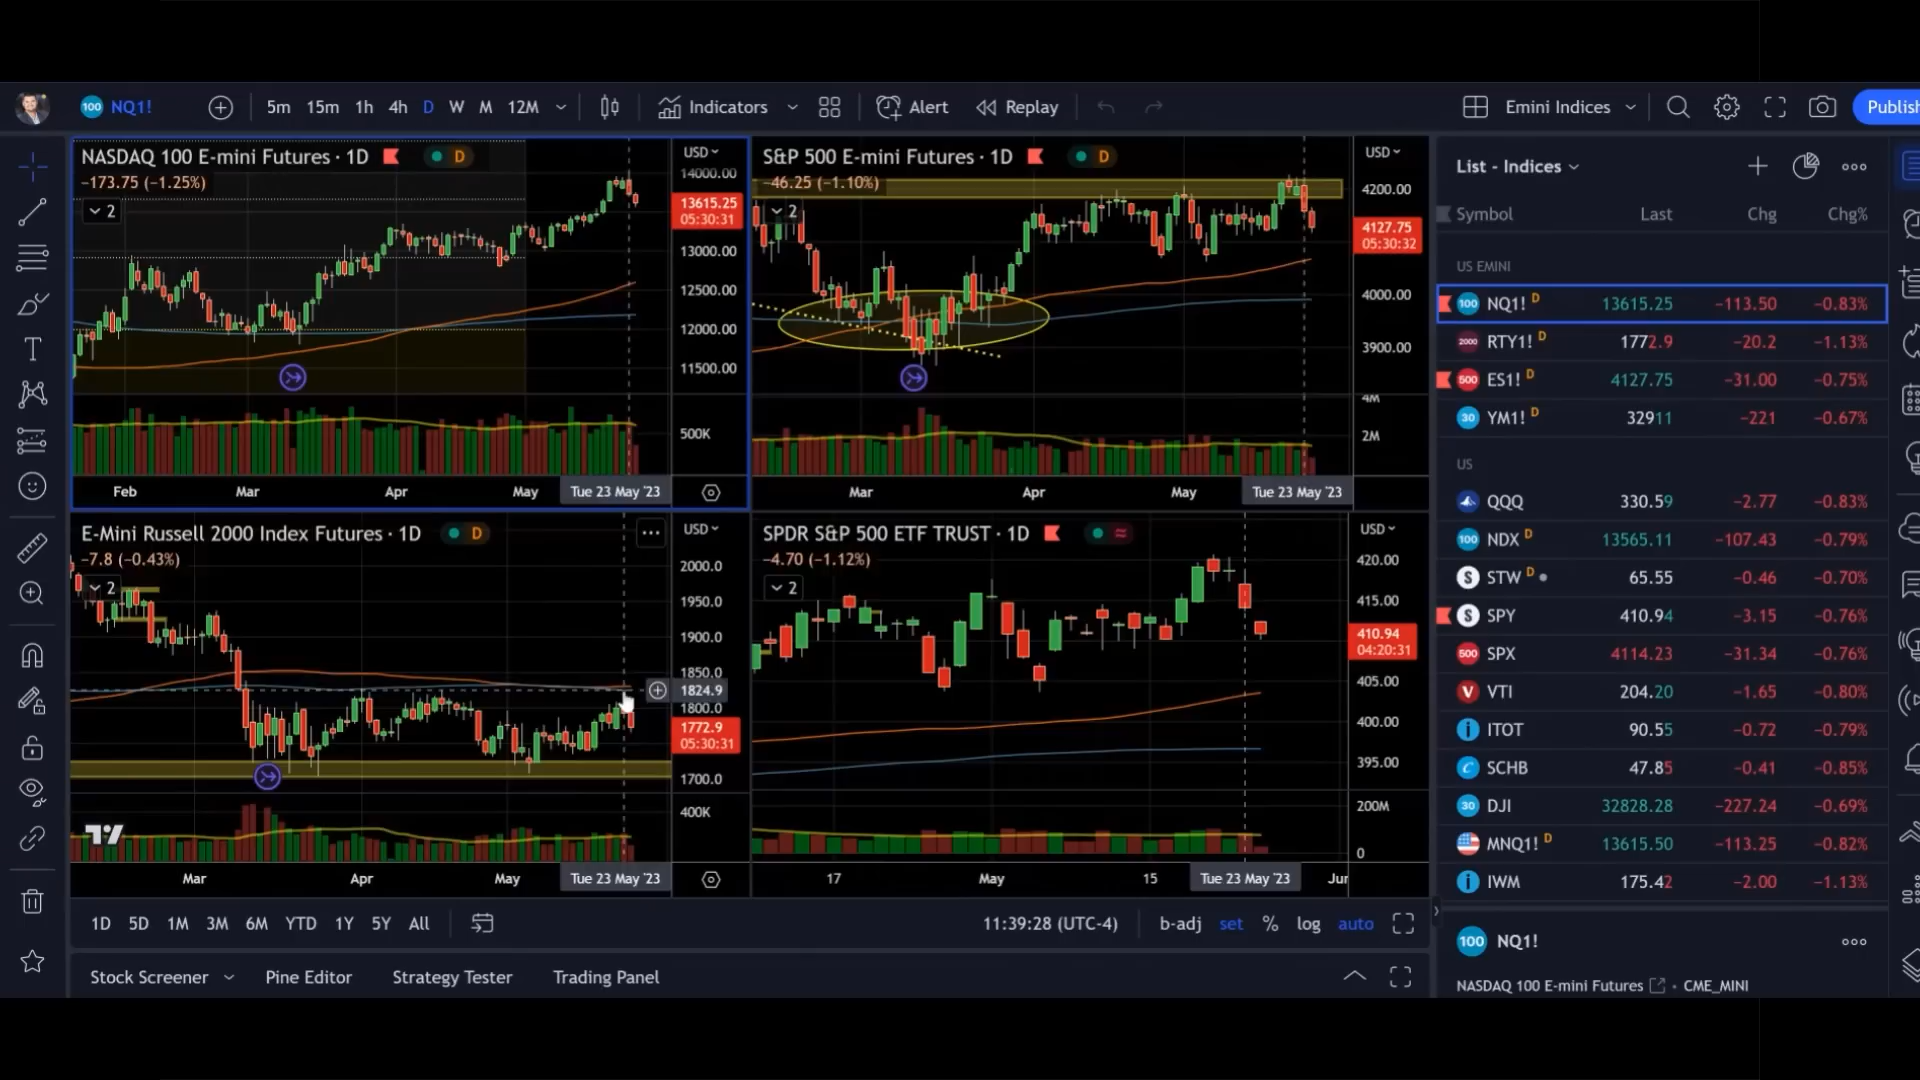 100 NQ1! 5m 15m 1h 4h D W M 12M Indicators Alert Replay Emini Indices Publish
NASDAQ 100 E-mini Futures · 1D D
−173.75 (−1.25%)
2
USD
14000.00
13615.25
05:30:31
13000.00
12500.00
12000.00
11500.00
500K
Feb Mar Apr May Tue 23 May '23
S&P 500 E-mini Futures · 1D D
−46.25 (−1.10%)
2
USD
4200.00
4127.75
05:30:32
4000.00
3900.00
4M
2M
Mar Apr May Tue 23 May '23
E-Mini Russell 2000 Index Futures · 1D D
−7.8 (−0.43%)
2
USD
2000.0
1950.0
1900.0
1850.0
1824.9
1800.0
1772.9
05:30:31
1700.0
400K
Mar Apr May Tue 23 May '23
SPDR S&P 500 ETF TRUST · 1D
−4.70 (−1.12%)
2
USD
420.00
415.00
410.94
04:20:31
405.00
400.00
395.00
200M
0
17 May 15 Tue 23 May '23 Jun
1D 5D 1M 3M 6M YTD 1Y 5Y All 11:39:28 (UTC-4) b-adj set % log auto
Stock Screener Pine Editor Strategy Tester Trading Panel
List - Indices
Symbol Last Chg Chg%
US EMINI
100 NQ1! D 13615.25 −113.50 −0.83%
2000 RTY1! D 1772.9 −20.2 −1.13%
500 ES1! D 4127.75 −31.00 −0.75%
30 YM1! D 32911 −221 −0.67%
US
QQQ 330.59 −2.77 −0.83%
100 NDX D 13565.11 −107.43 −0.79%
S STW D 65.55 −0.46 −0.70%
S SPY 410.94 −3.15 −0.76%
500 SPX 4114.23 −31.34 −0.76%
V VTI 204.20 −1.65 −0.80%
i ITOT 90.55 −0.72 −0.79%
SCHB 47.85 −0.41 −0.85%
30 DJI 32828.28 −227.24 −0.69%
MNQ1! D 13615.50 −113.25 −0.82%
i IWM 175.42 −2.00 −1.13%
100 NQ1!
NASDAQ 100 E-mini Futures • CME_MINI